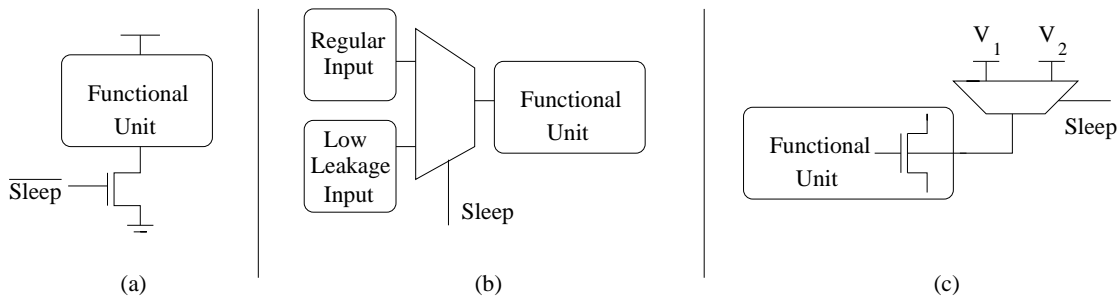 Functional
Unit
Sleep
(a)
Regular
Input
Low
Leakage
Input
Functional
Unit
Sleep
(b)
V1 V2
Sleep
Functional
Unit
(c)